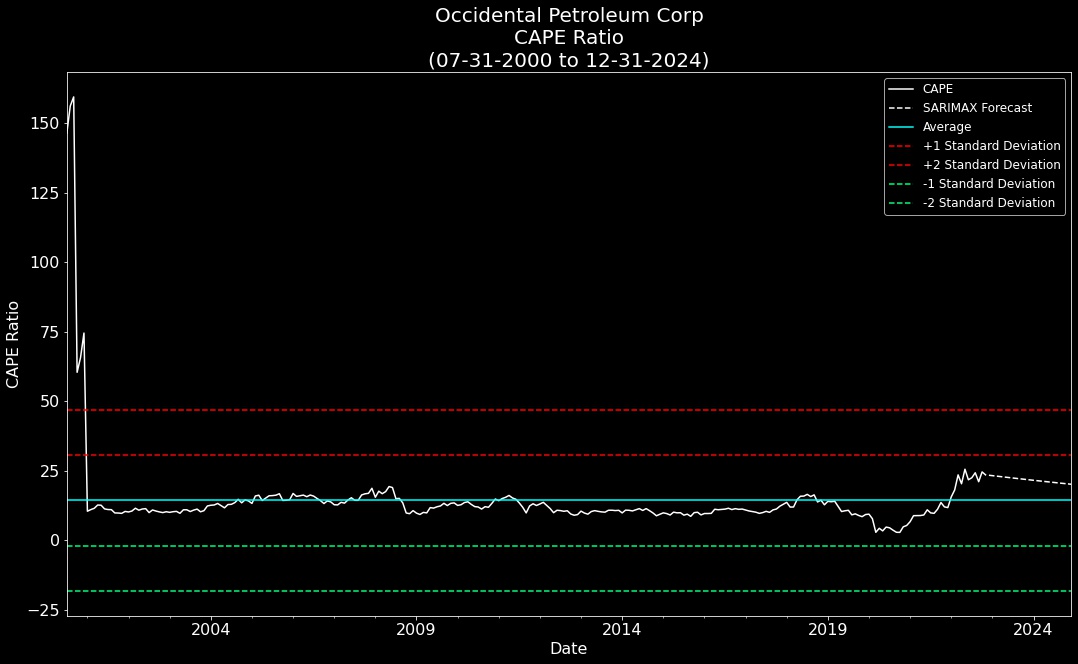 Occidental Petroleum Corp
CAPE Ratio
(07-31-2000 to 12-31-2024)
CAPE
SARIMAX Forecast
Average
+1 Standard Deviation
+2 Standard Deviation
-1 Standard Deviation
-2 Standard Deviation
CAPE Ratio
150
125
100
75
50
25
0
−25
2004
2009
2014
2019
2024
Date